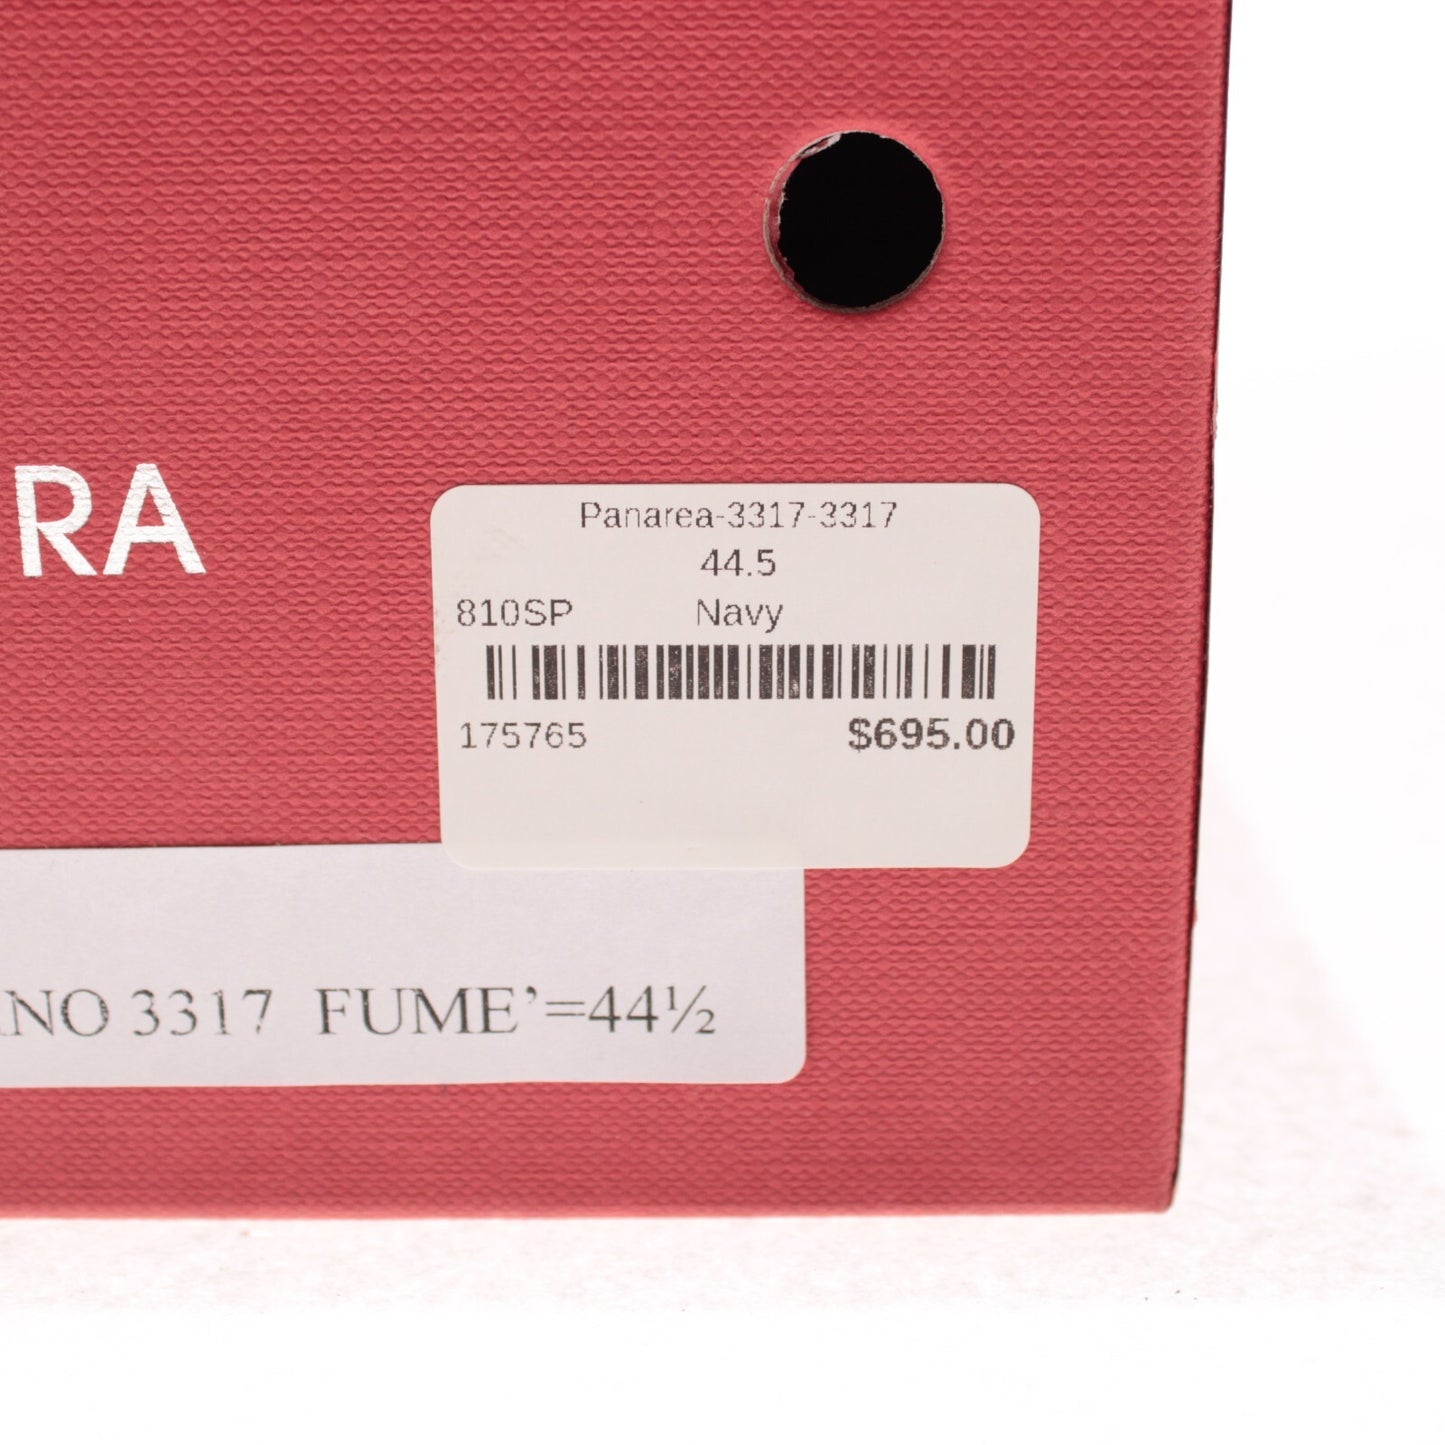 RA
Panarea-3317-3317
44.5
810SP Navy
175765 $695.00
NO 3317 FUME’=44½